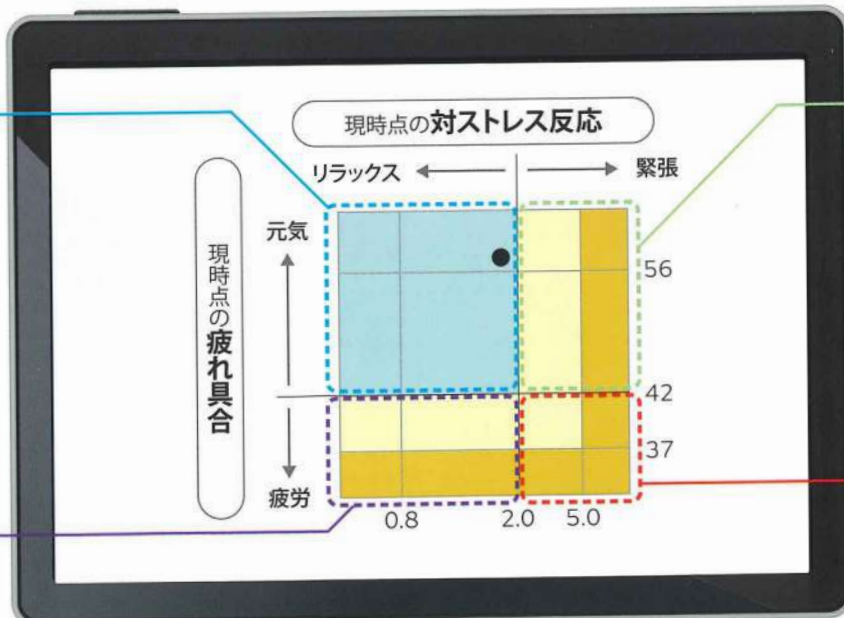 現時点の対ストレス反応
リラックス
緊張
現時点の疲れ具合
元気
疲労
56
42
37
0.8
2.0
5.0